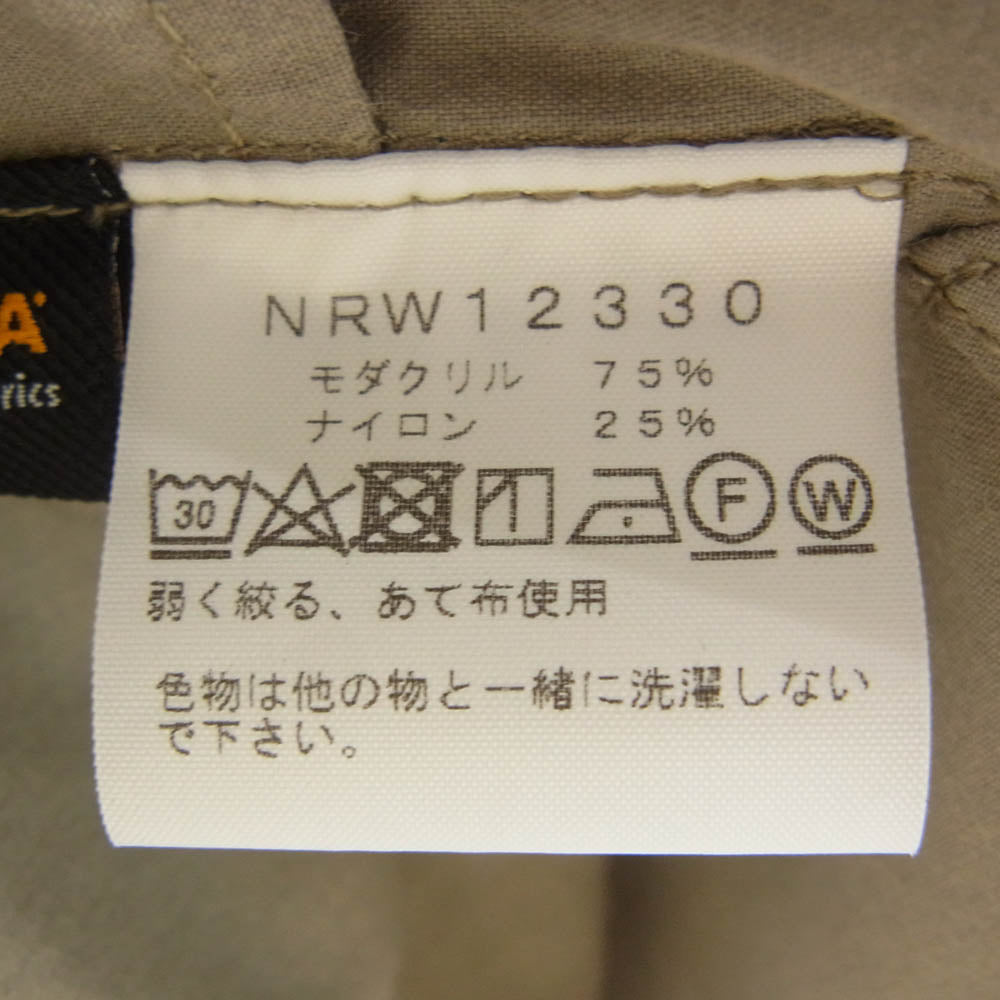 NRW12330
モダクリル 75%
ナイロン 25%
30
F
W
弱く絞る、あて布使用
色物は他の物と一緒に洗濯しない
で下さい。
A
rics